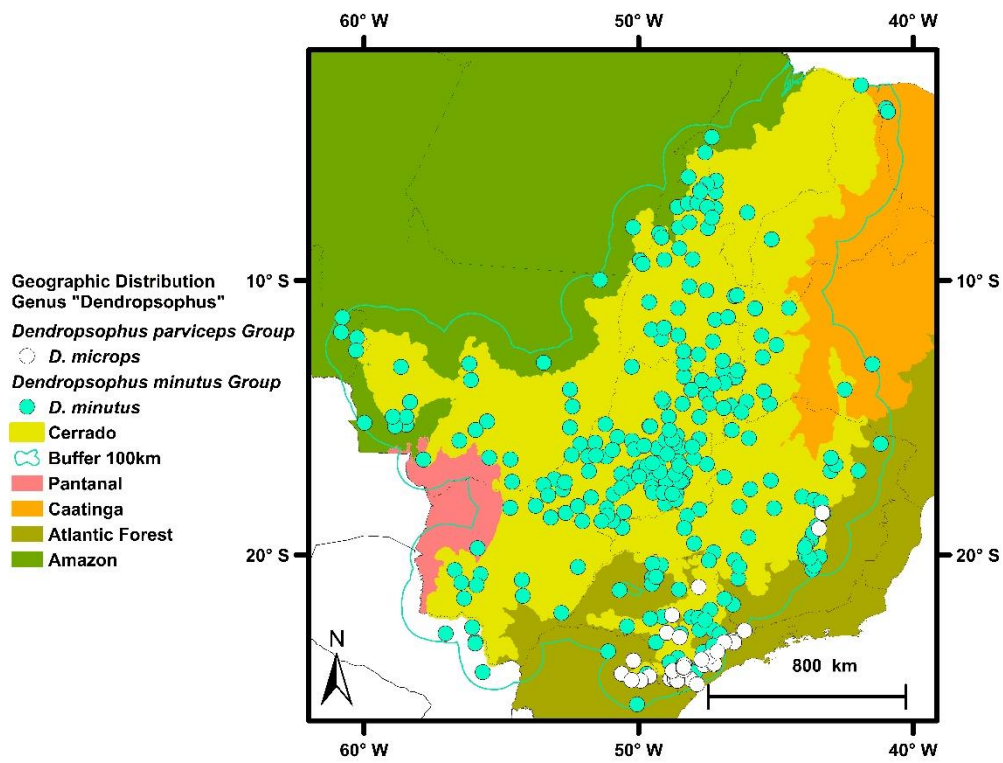 60° W 50° W 40° W
10° S 10° S
Geographic Distribution
Genus "Dendropsophus"
Dendropsophus parviceps Group
D. microps
Dendropsophus minutus Group
D. minutus
Cerrado
Buffer 100km
Pantanal
Caatinga
Atlantic Forest
Amazon
20° S 20° S
N
800 km
60° W 50° W 40° W